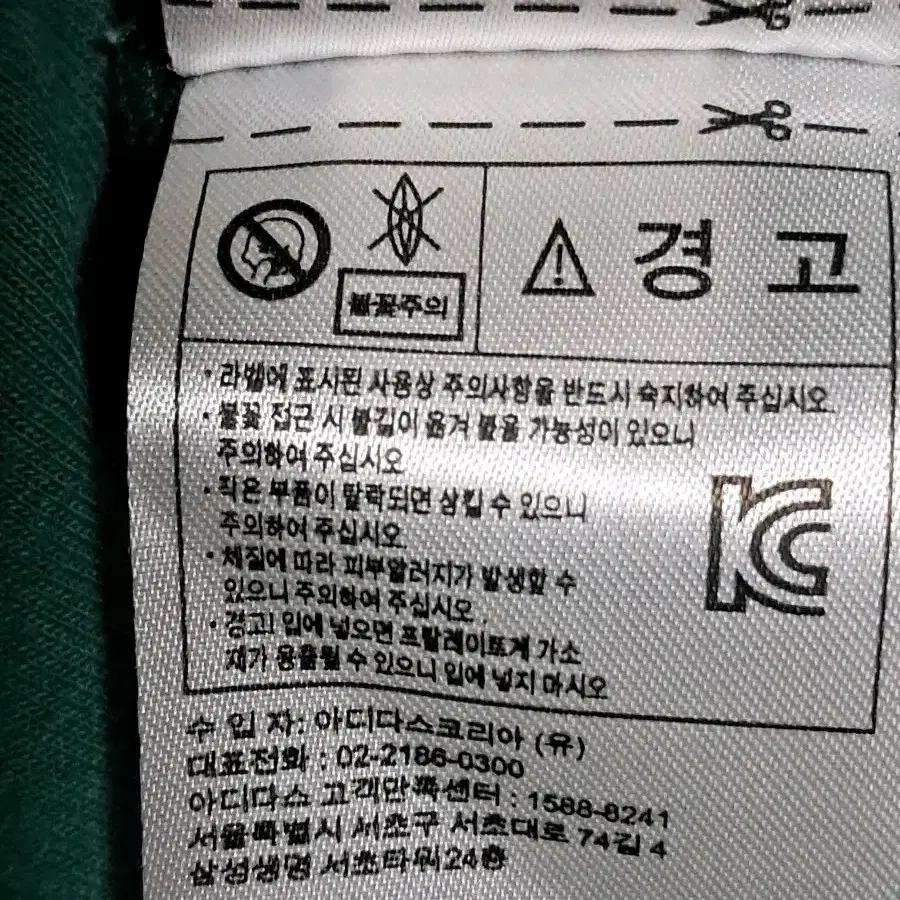 불꽃주의
경 고
· 라벨에 표시된 사용상 주의사항을 반드시 숙지하여 주십시오.
· 불꽃 접근 시 불길이 옮겨 붙을 가능성이 있으니
주의하여 주십시오
· 작은 부품이 탈락되면 삼킬 수 있으니
주의하여 주십시오.
· 체질에 따라 피부알러지가 발생할 수
있으니 주의하여 주십시오.
· 경고! 입에 넣으면 프탈레이트계 가소
제가 용출될 수 있으니 입에 넣지 마시오
KC
수 입 자: 아디다스코리아 (유)
대표전화 : 02-2186-0300
아디다스 고객만족센터 : 1588-8241
서울특별시 서초구 서초대로 74길 4
삼성생명 서초타워24층